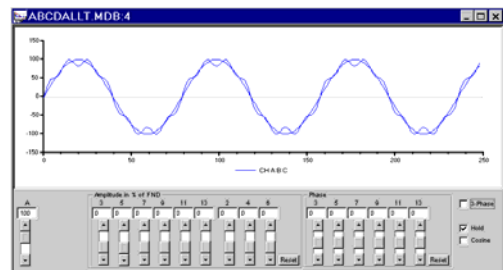 ABCDALLT.MDB:4
150
100
50
0
-50
-100
-150
0 50 100 150 200 250
CHABC
A
100
Amplitude in % of FND
3 5 7 9 11 13 2 4 6
0 0 0 0 0 0 0 0 0
Reset
Phase
3 5 7 9 11 13
0 0 0 0 0 0
Reset
3-Phase
Hold
Cosine